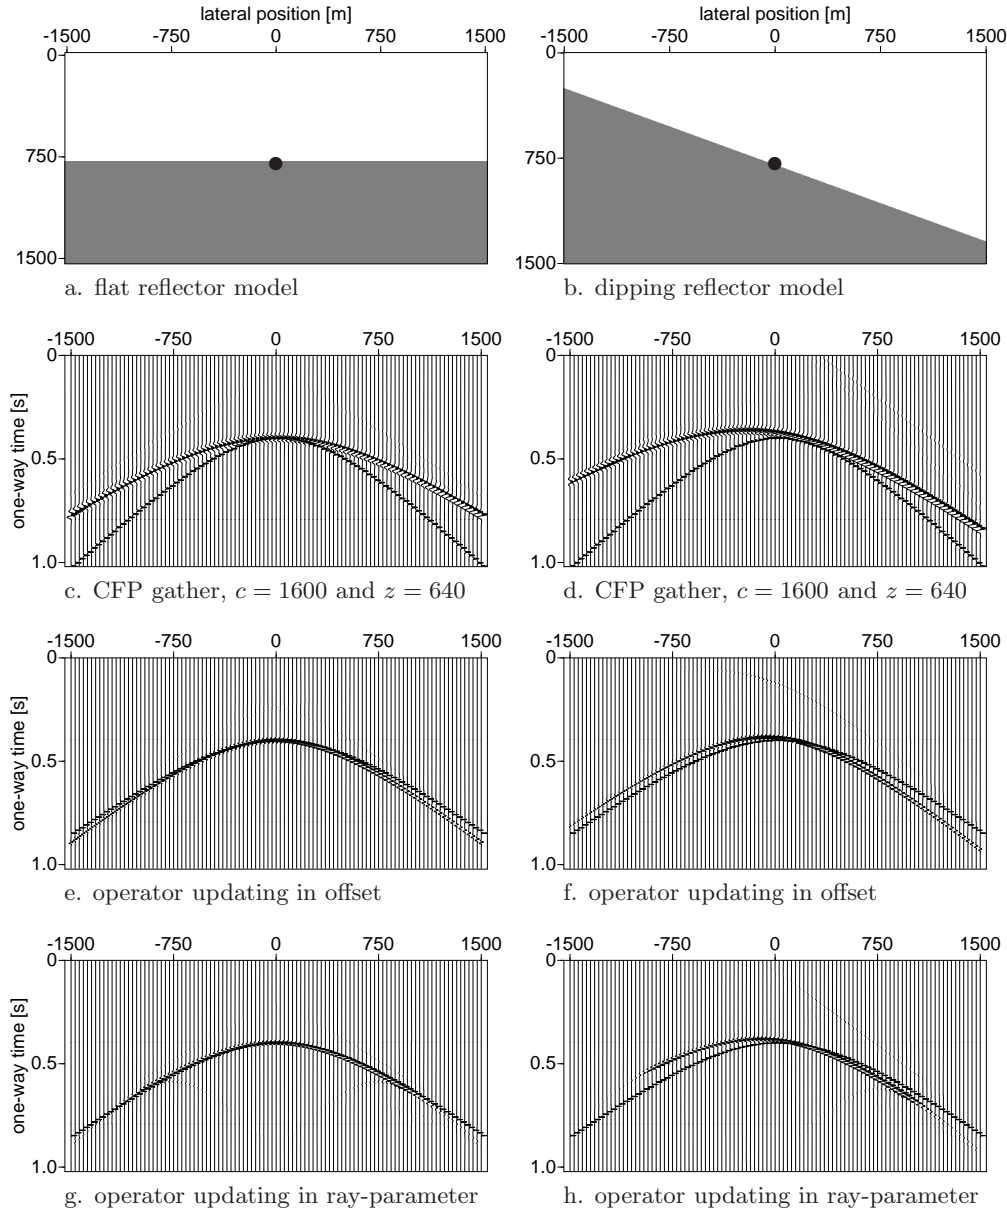 lateral position [m]
-1500 -750 0 750 1500
0
750
1500
a. flat reflector model
lateral position [m]
-1500 -750 0 750 1500
0
750
1500
b. dipping reflector model
-1500 -750 0 750 1500
0
0.5
1.0
one-way time [s]
c. CFP gather, c = 1600 and z = 640
-1500 -750 0 750 1500
0
0.5
1.0
d. CFP gather, c = 1600 and z = 640
-1500 -750 0 750 1500
0
0.5
1.0
one-way time [s]
e. operator updating in offset
-1500 -750 0 750 1500
0
0.5
1.0
f. operator updating in offset
-1500 -750 0 750 1500
0
0.5
1.0
one-way time [s]
g. operator updating in ray-parameter
-1500 -750 0 750 1500
0
0.5
1.0
h. operator updating in ray-parameter